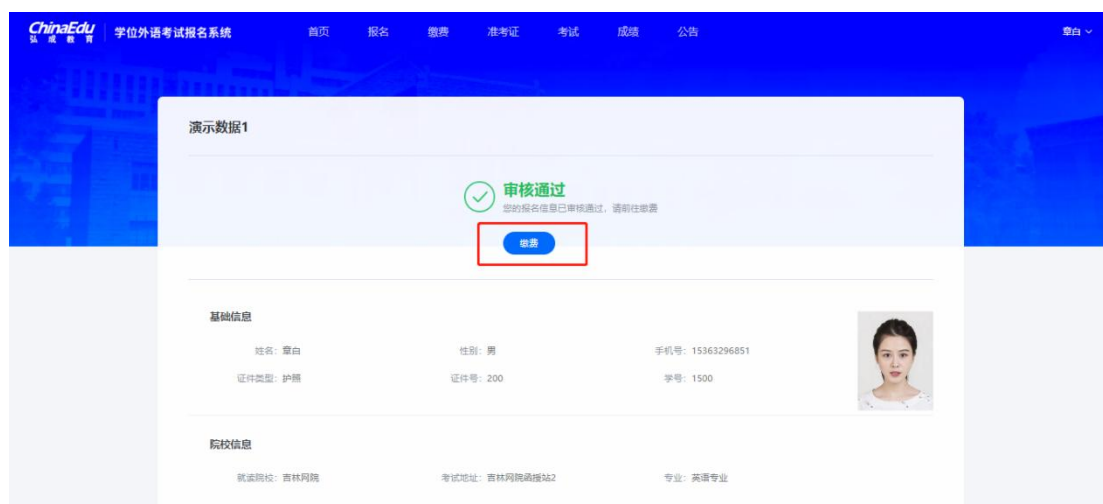 ChinaEdu 弘成教育 学位外语考试报名系统 首页 报名 缴费 准考证 考试 成绩 公告 章白
演示数据1
审核通过
您的报名信息已审核通过，请前往缴费
缴费
基础信息
姓名：章白 性别：男 手机号：15363296851
证件类型：护照 证件号：200 学号：1500
院校信息
就读院校：吉林网院 考试地址：吉林网院函授站2 专业：英语专业